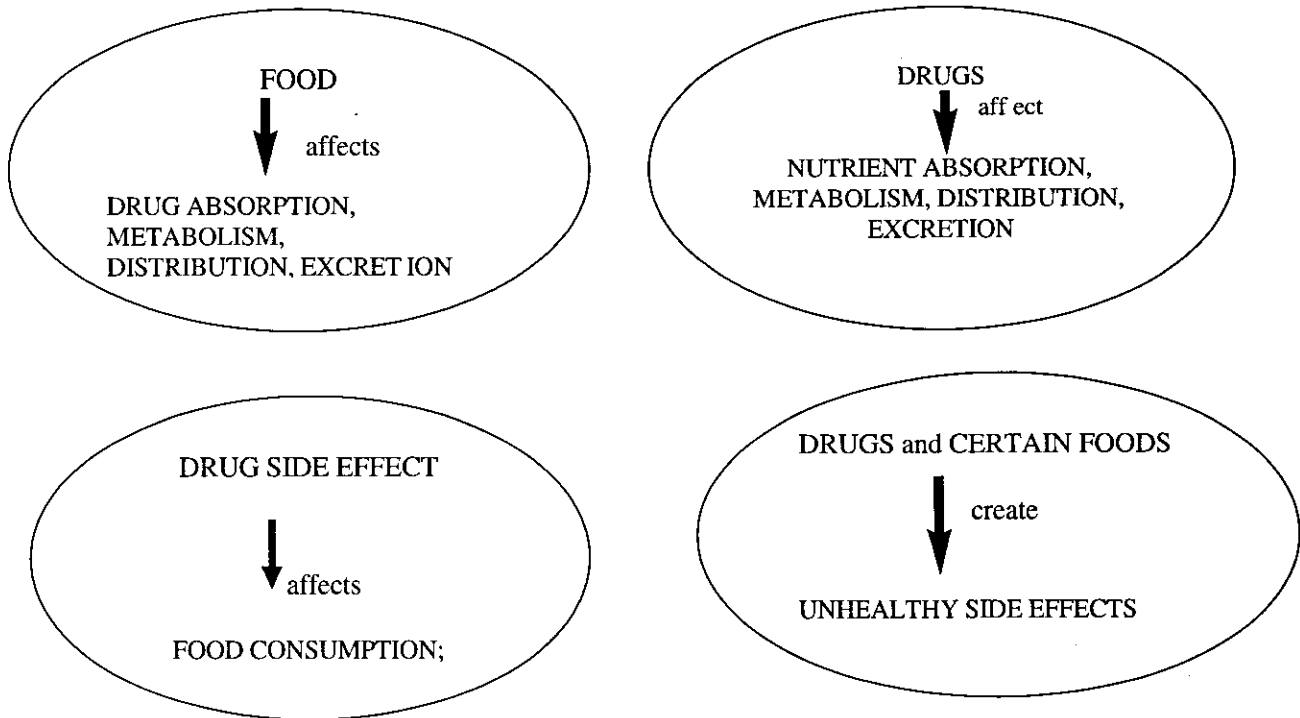 FOOD
affects
DRUG ABSORPTION,
METABOLISM,
DISTRIBUTION, EXCRET ION
DRUGS
aff ect
NUTRIENT ABSORPTION,
METABOLISM, DISTRIBUTION,
EXCRETION
DRUG SIDE EFFECT
affects
FOOD CONSUMPTION;
DRUGS and CERTAIN FOODS
create
UNHEALTHY SIDE EFFECTS